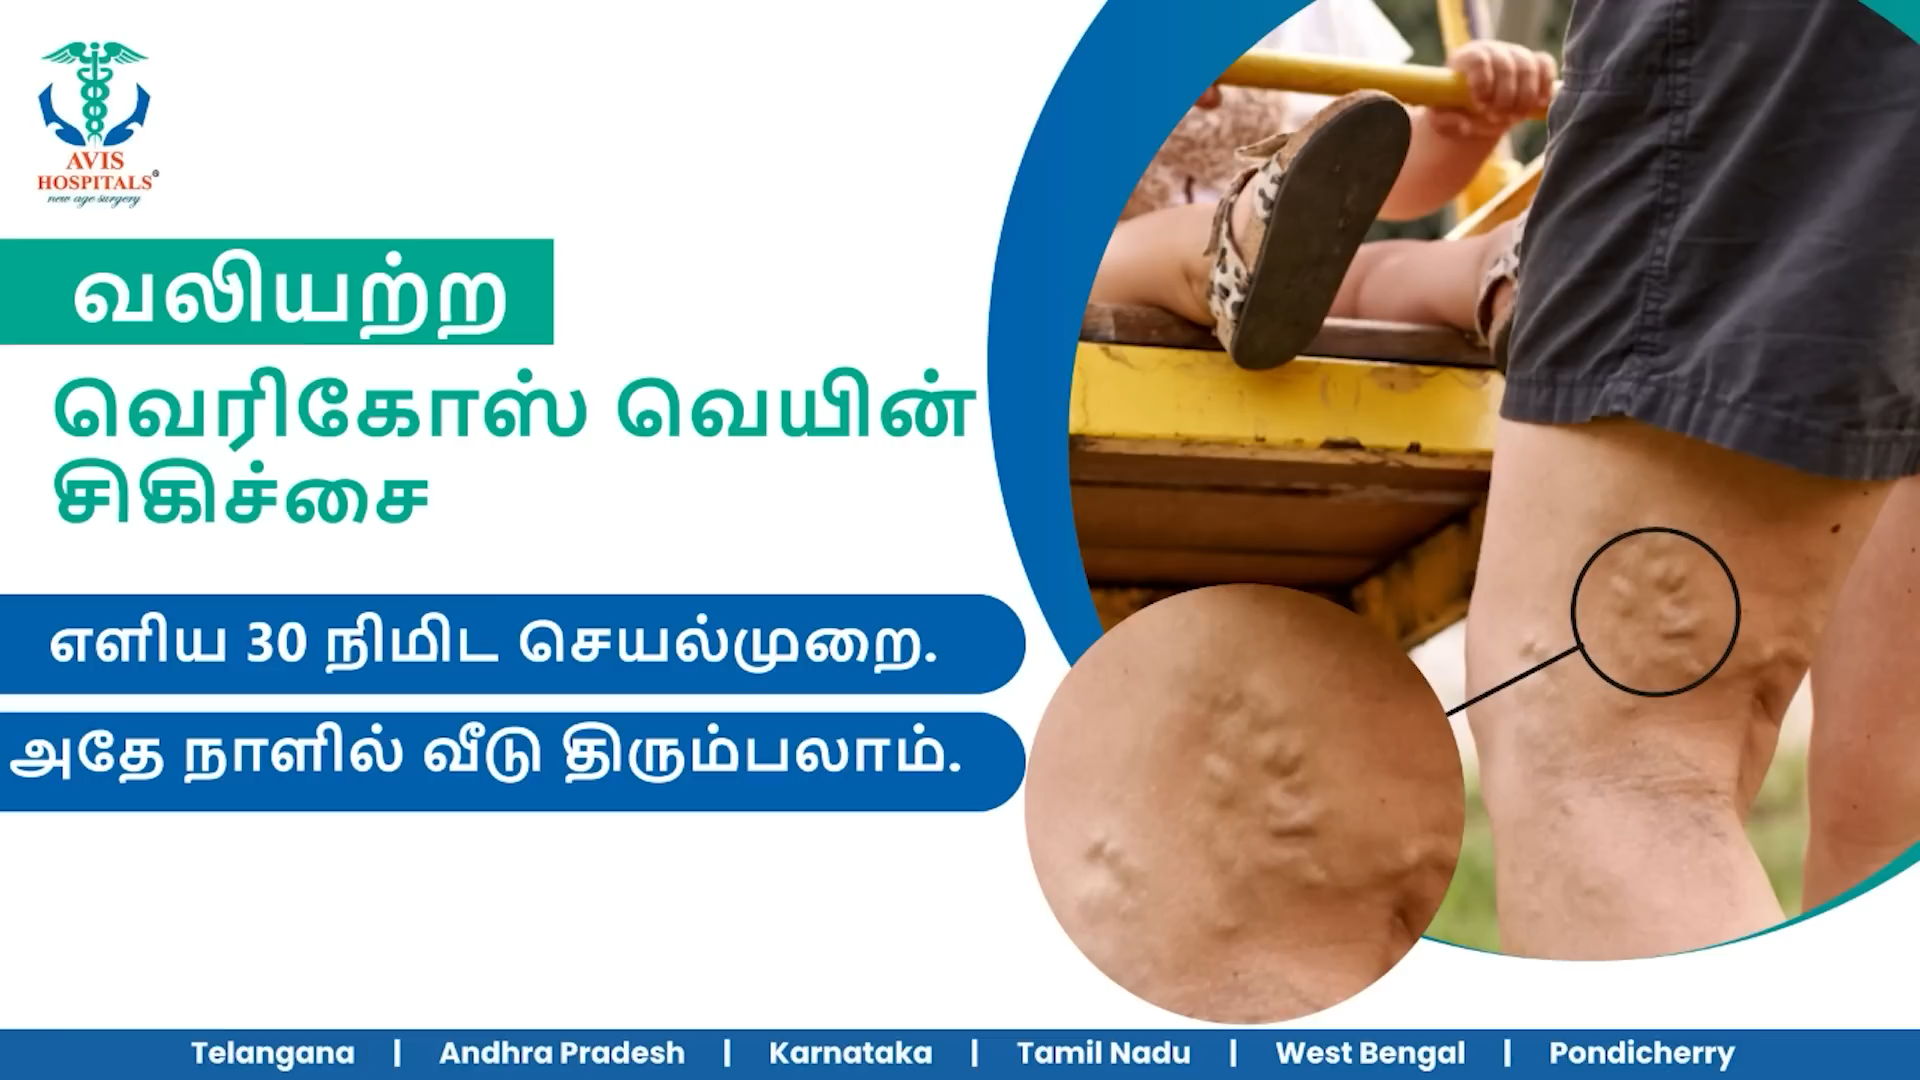 AVIS
HOSPITALS®
new age surgery
வலியற்ற
வெரிகோஸ் வெயின்
சிகிச்சை
எளிய 30 நிமிட செயல்முறை.
அதே நாளில் வீடு திரும்பலாம்.
Telangana | Andhra Pradesh | Karnataka | Tamil Nadu | West Bengal | Pondicherry